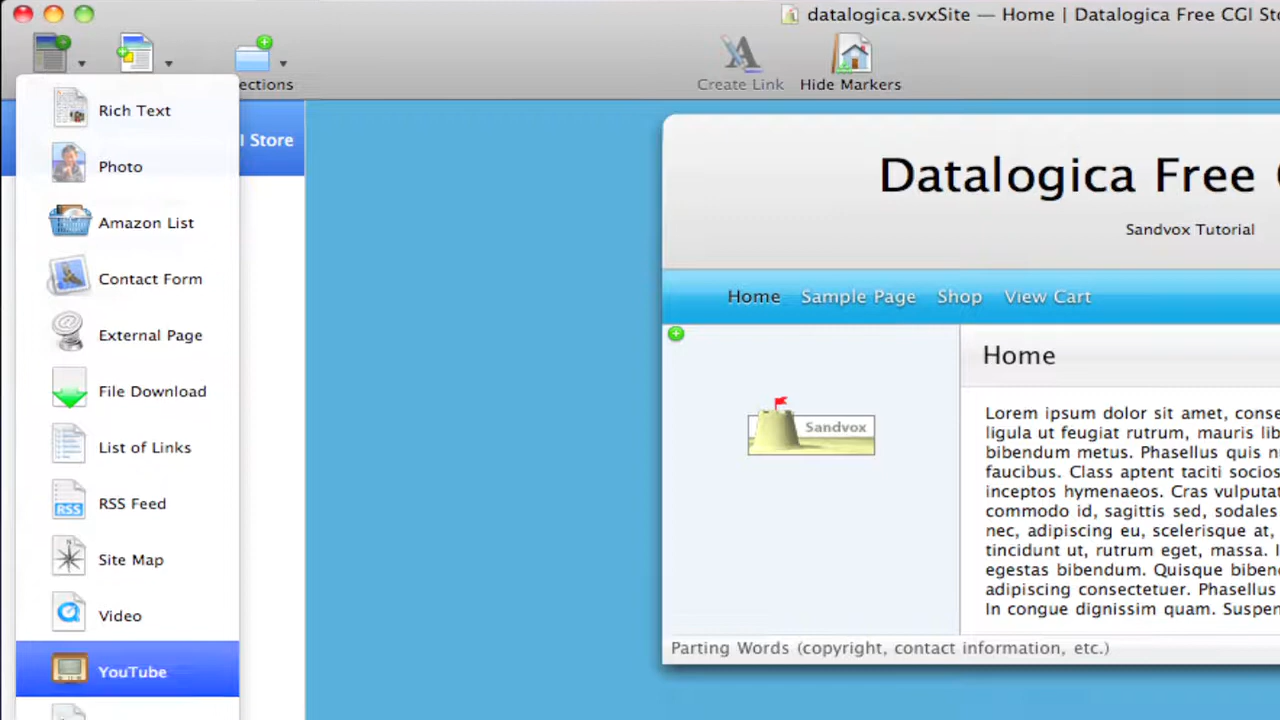 datalogica.svxSite — Home | Datalogica Free CGI Sto
ections
Create Link
Hide Markers
Rich Text
Photo
Amazon List
Contact Form
External Page
File Download
List of Links
RSS
RSS Feed
Site Map
Video
YouTube
I Store
Datalogica Free
Sandvox Tutorial
Home Sample Page Shop View Cart
Sandvox
Home
Lorem ipsum dolor sit amet, conse
ligula ut feugiat rutrum, mauris lib
bibendum metus. Phasellus quis n
faucibus. Class aptent taciti socios
inceptos hymenaeos. Cras vulputat
commodo id, sagittis sed, sodales
nec, adipiscing eu, scelerisque at,
tincidunt ut, rutrum eget, massa. I
egestas bibendum. Quisque biben
adipiscing consectetuer. Phasellus
In congue dignissim quam. Suspen
Parting Words (copyright, contact information, etc.)